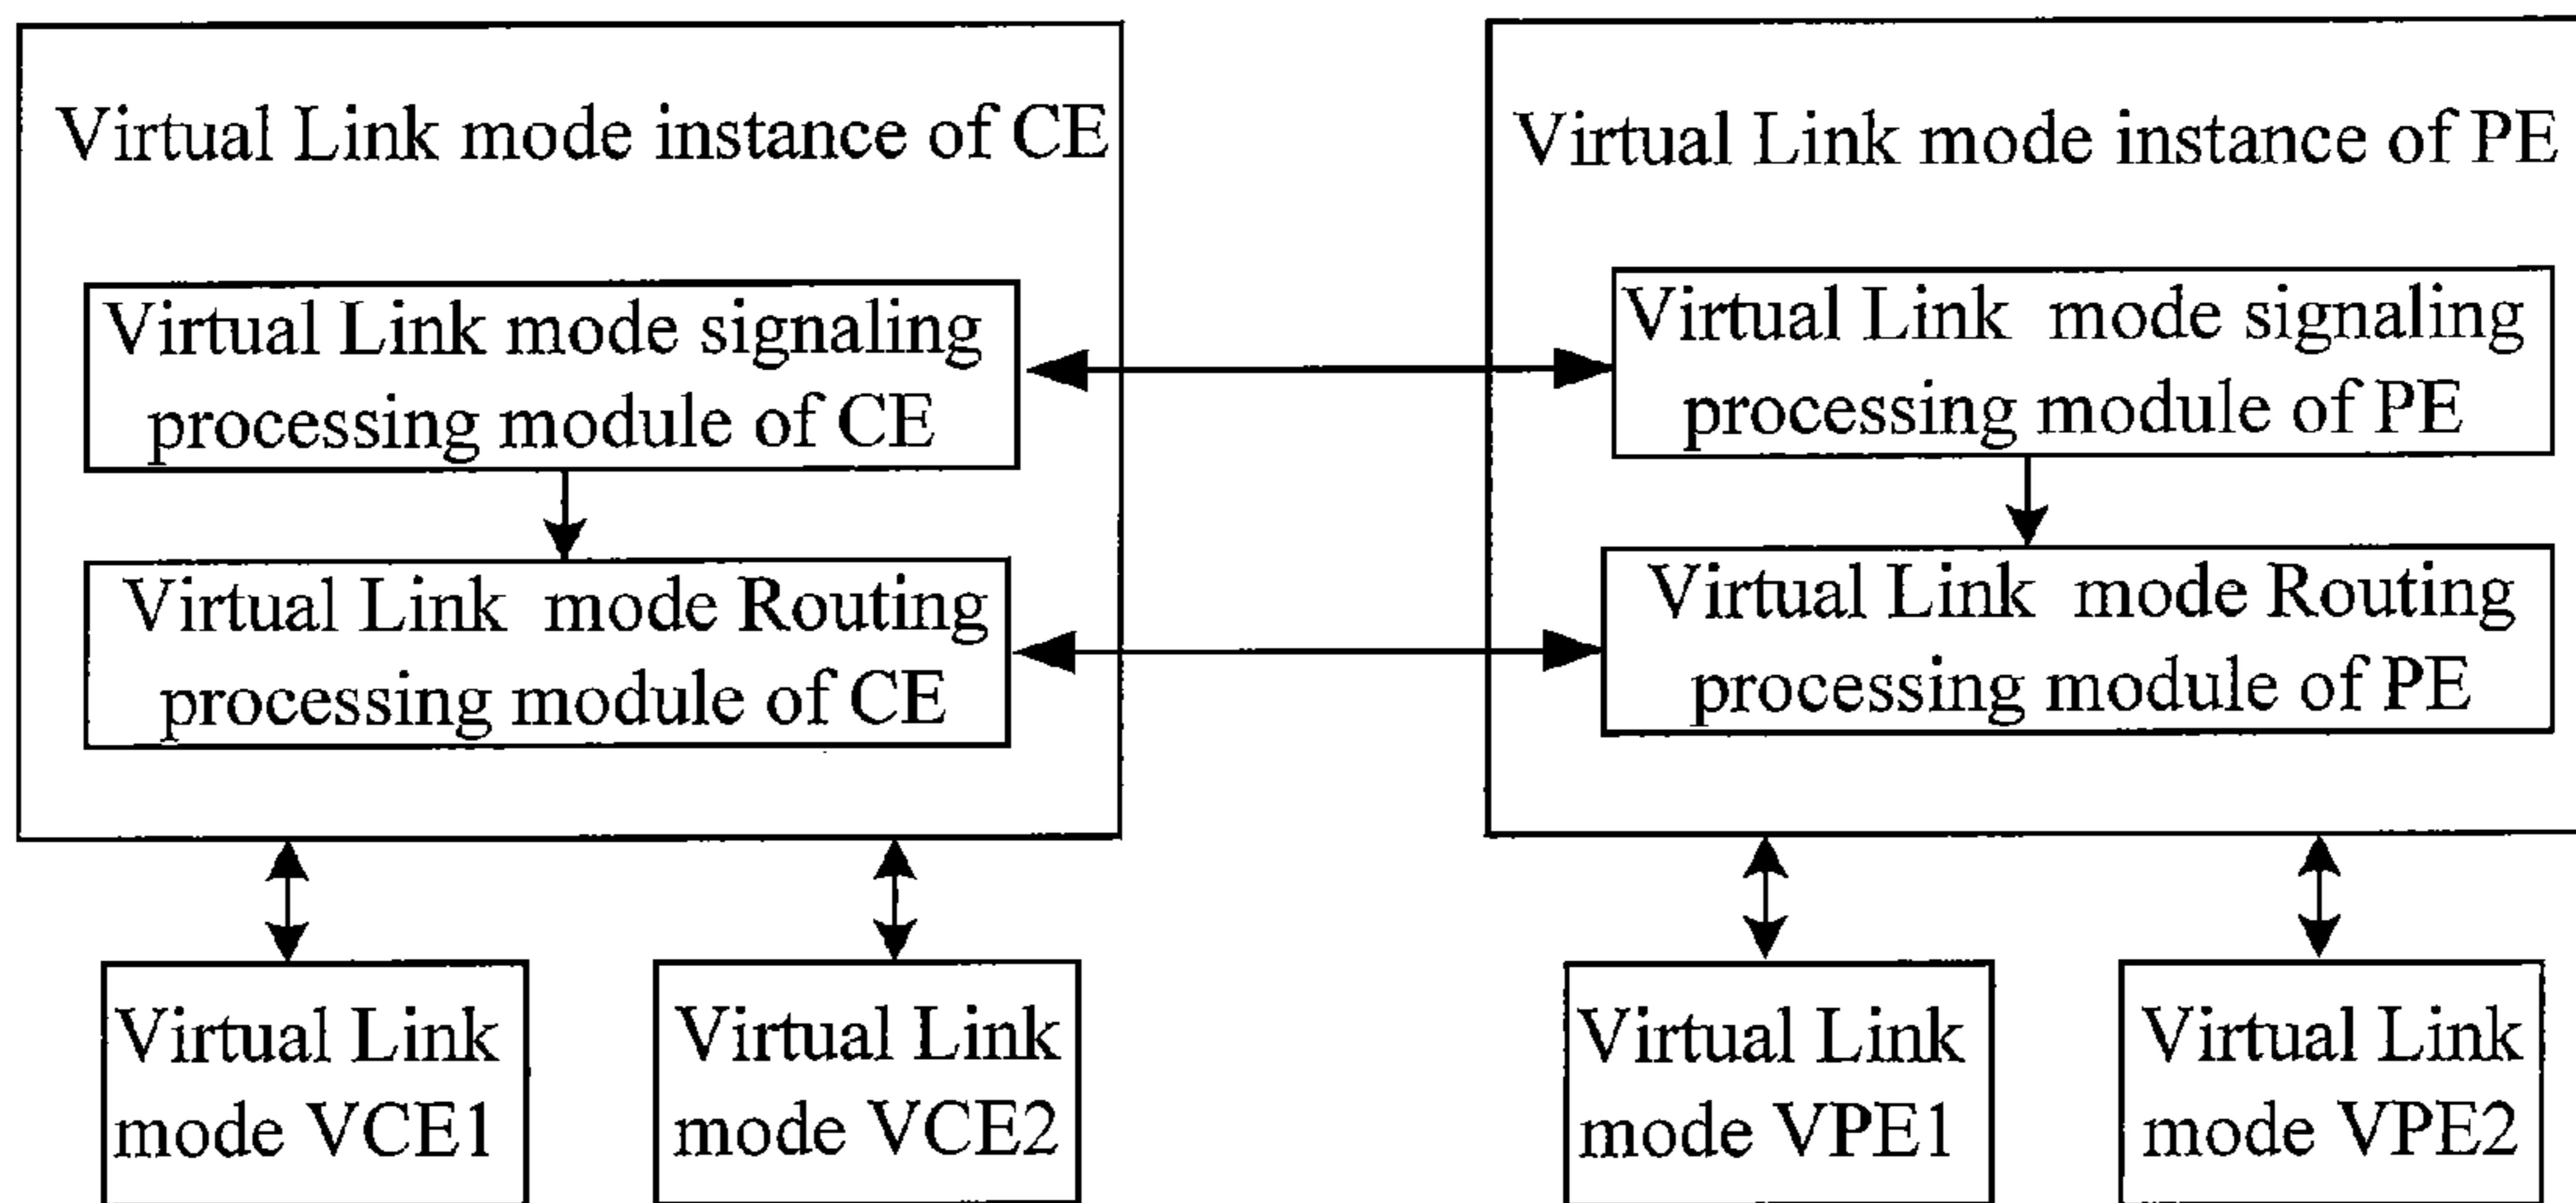 Virtual Link mode instance of CE
Virtual Link mode signaling
processing module of CE
Virtual Link mode Routing
processing module of CE
Virtual Link mode instance of PE
Virtual Link mode signaling
processing module of PE
Virtual Link mode Routing
processing module of PE
Virtual Link
mode VCE1
Virtual Link
mode VCE2
Virtual Link
mode VPE1
Virtual Link
mode VPE2